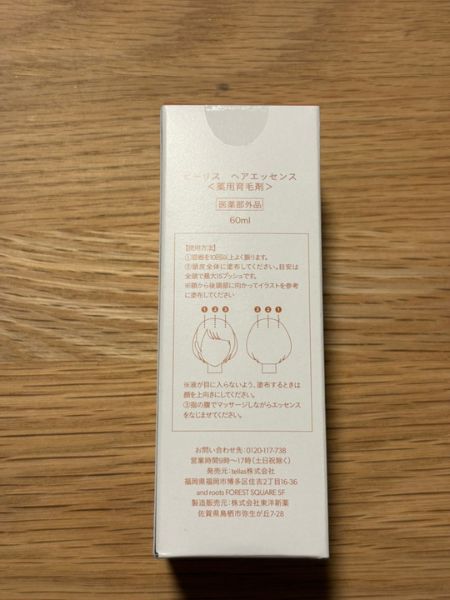 ビーリス ヘアエッセンス
＜薬用育毛剤＞
医薬部外品
60ml
【使用方法】
①容器を10回以上よく振ります。
②頭皮全体に塗布してください。目安は
全頭で最大15プッシュです。
※額から後頭部に向かってイラストを参考
に塗布してください
① ② ③
③ ② ①
※液が目に入らないよう、塗布するときは
顔を上向きにしてください。
③指の腹でマッサージしながらエッセンス
をなじませてください。
お問い合わせ先：0120-117-738
営業時間9時～17時（土日祝除く）
発売元：tellas株式会社
福岡県福岡市博多区住吉2丁目16-36
and roots FOREST SQUARE 5F
製造販売元：株式会社東洋新薬
佐賀県鳥栖市弥生が丘7-28